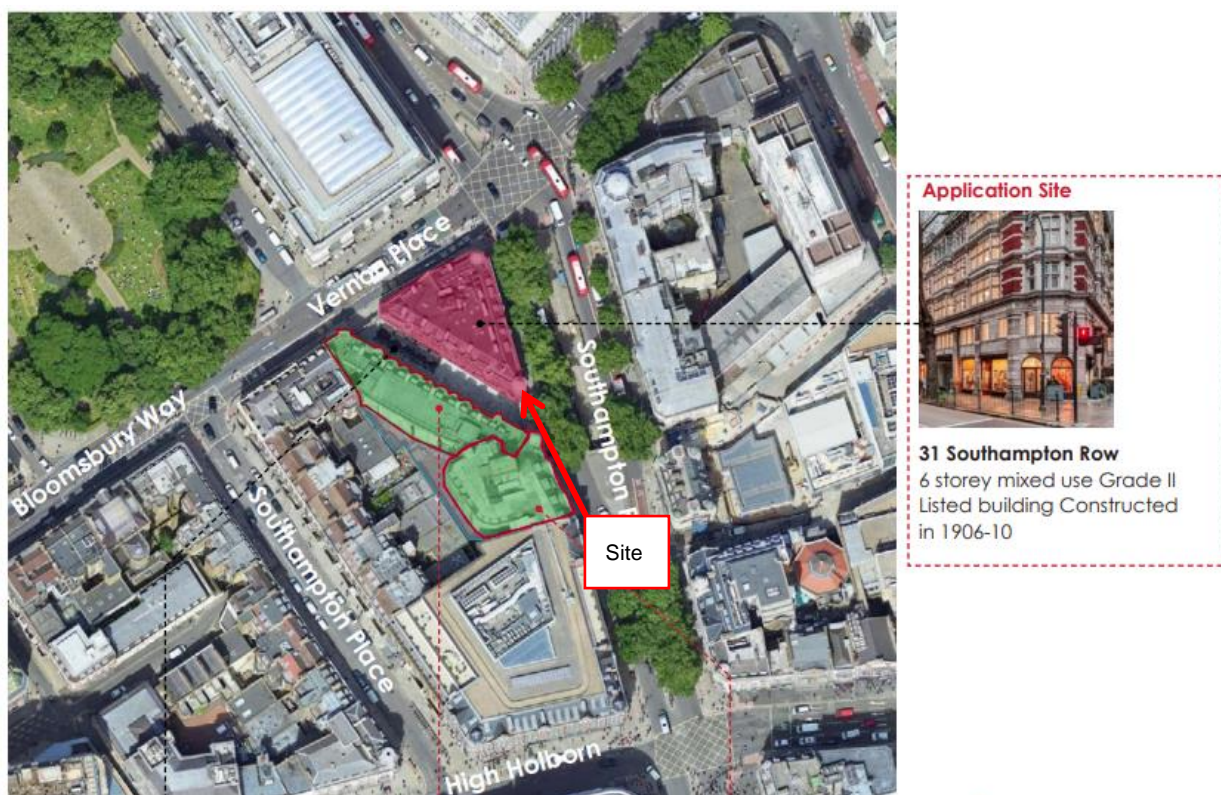 Vernon Place
Bloomsbury Way
Southampton Place
Southampton R
High Holborn
Site
Application Site
31 Southampton Row
6 storey mixed use Grade II
Listed building Constructed
in 1906-10